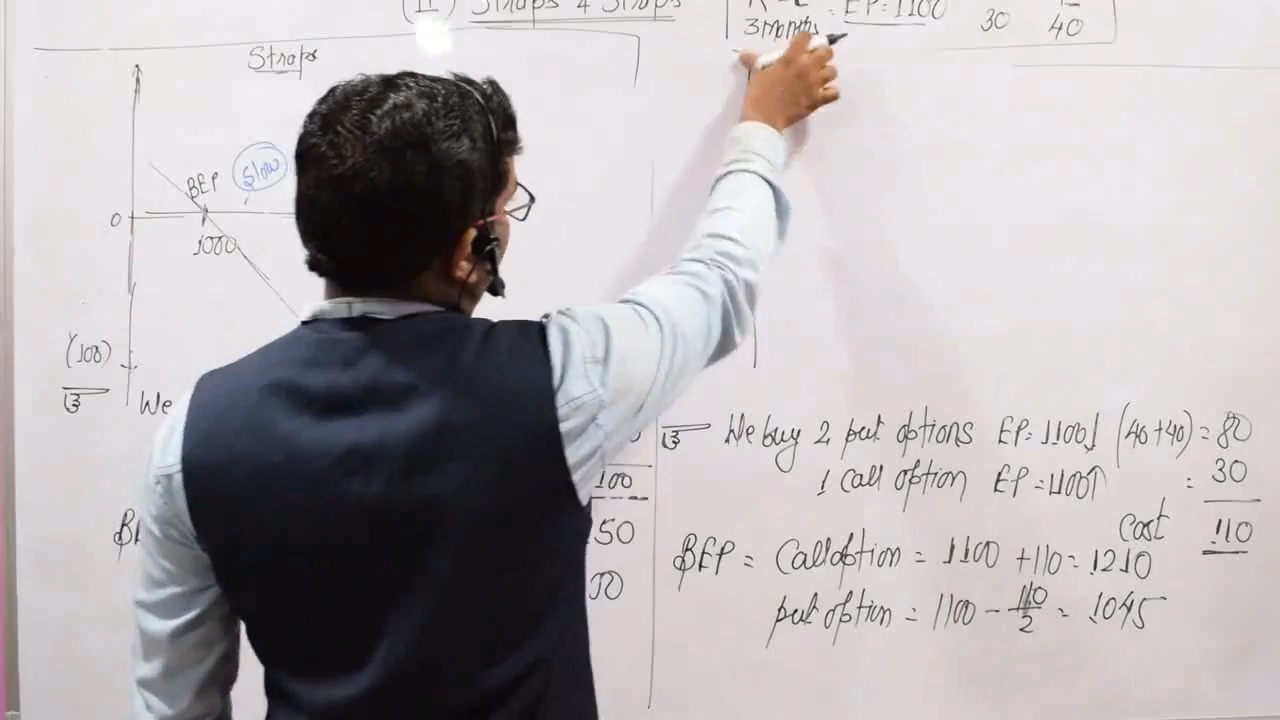 (II) Straps & Strips
3 months = EP = 1100 30 40
Straps
BEP
Slow
0
1000
(100)
We
100
BE
50
We buy 2 put options EP=1100↓ (40+40) = 80
1 Call option EP=1100↑ = 30
Cost 110
BEP = Call option = 1100 + 110 = 1210
put option = 1100 - 110/2 = 1045